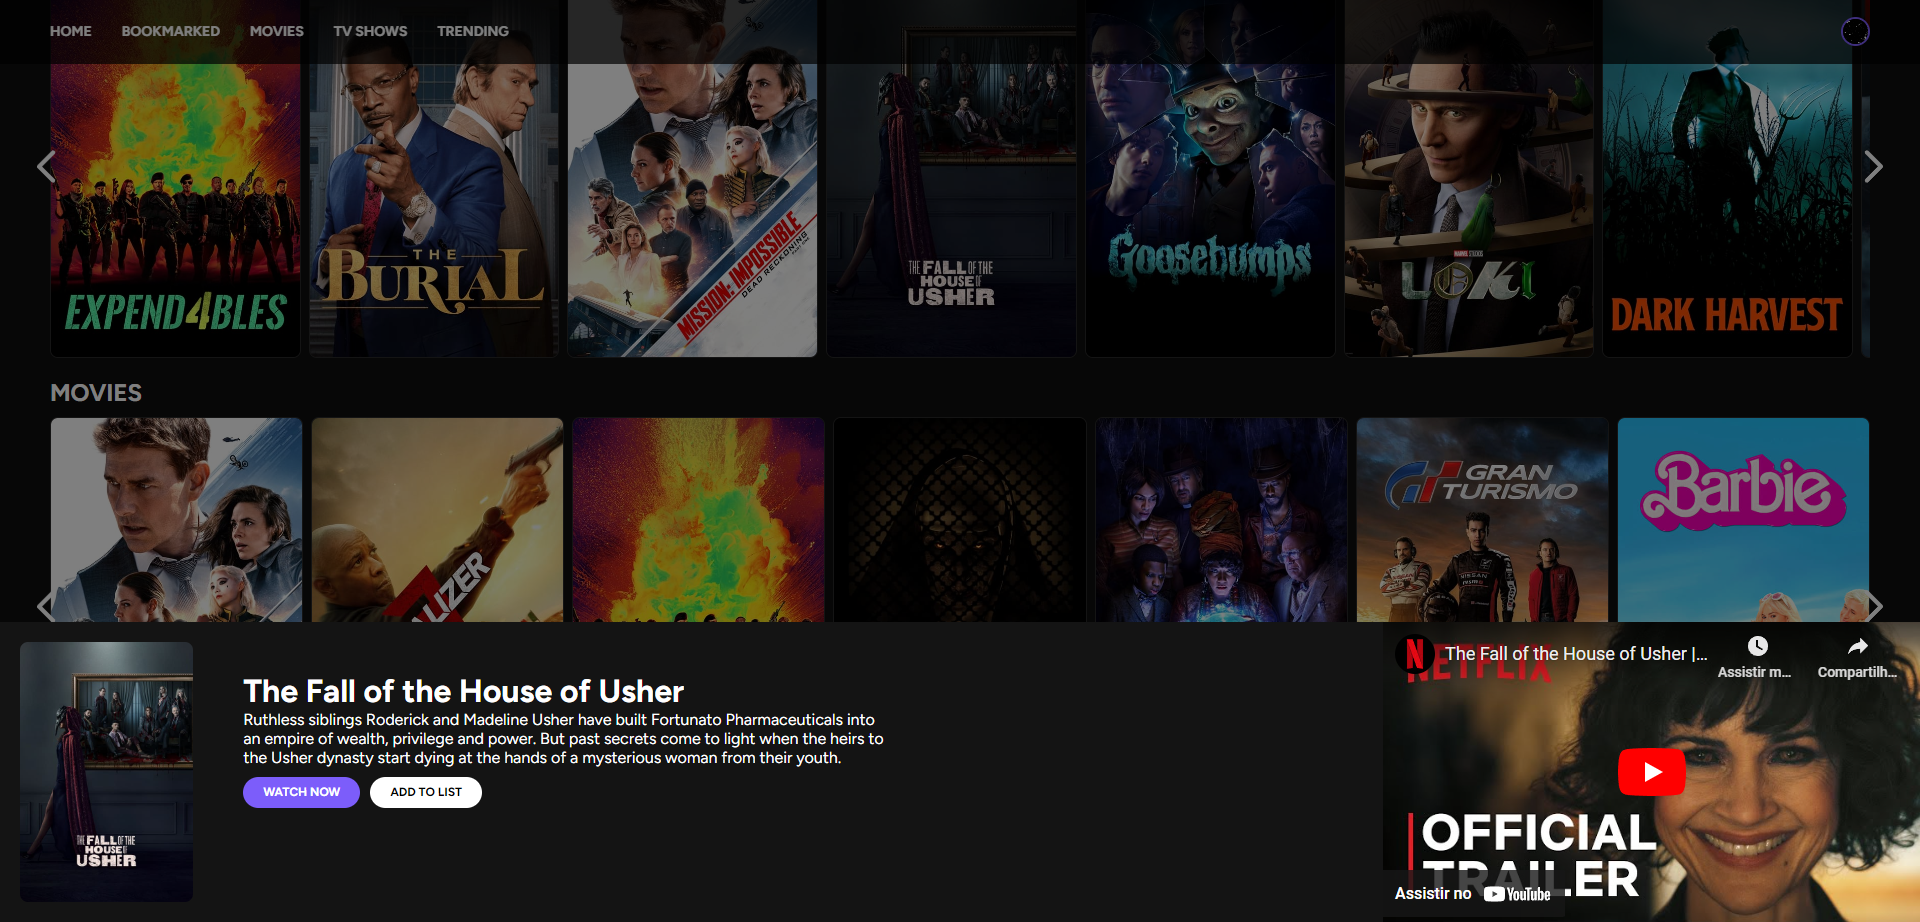 HOME BOOKMARKED MOVIES TV SHOWS TRENDING
EXPEND4BLES
THE
BURIAL
MISSION: IMPOSSIBLE
DEAD RECKONING
THE FALL OF THE
HOUSE OF
USHER
Goosebumps
MARVEL STUDIOS
LOKI
DARK HARVEST
MOVIES
LIZER
GRAN
TURISMO
NISSAN
Barbie
THE FALL OF THE
HOUSE OF
USHER
The Fall of the House of Usher
Ruthless siblings Roderick and Madeline Usher have built Fortunato Pharmaceuticals into
an empire of wealth, privilege and power. But past secrets come to light when the heirs to
the Usher dynasty start dying at the hands of a mysterious woman from their youth.
WATCH NOW ADD TO LIST
N
NETFLIX
The Fall of the House of Usher |...
Assistir m...
Compartilh...
OFFICIAL
TRAILER
Assistir no YouTube